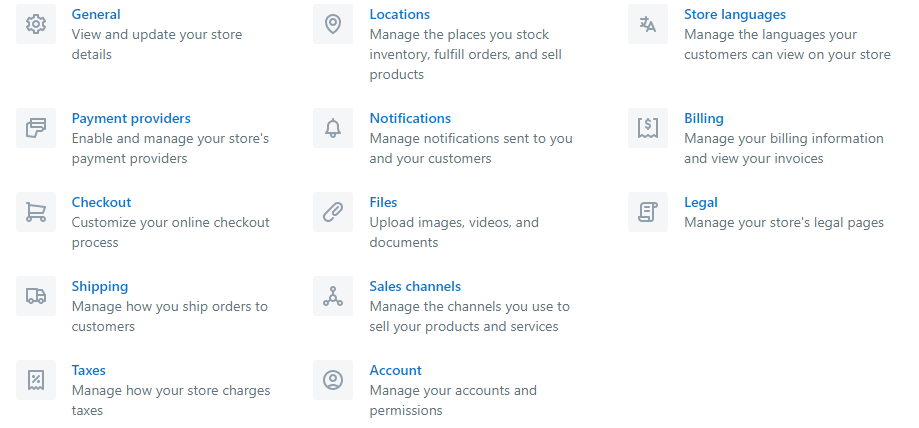 General
View and update your store
details
Payment providers
Enable and manage your store's
payment providers
Checkout
Customize your online checkout
process
Shipping
Manage how you ship orders to
customers
Taxes
Manage how your store charges
taxes
Locations
Manage the places you stock
inventory, fulfill orders, and sell
products
Notifications
Manage notifications sent to you
and your customers
Files
Upload images, videos, and
documents
Sales channels
Manage the channels you use to
sell your products and services
Account
Manage your accounts and
permissions
Store languages
Manage the languages your
customers can view on your store
Billing
Manage your billing information
and view your invoices
Legal
Manage your store's legal pages